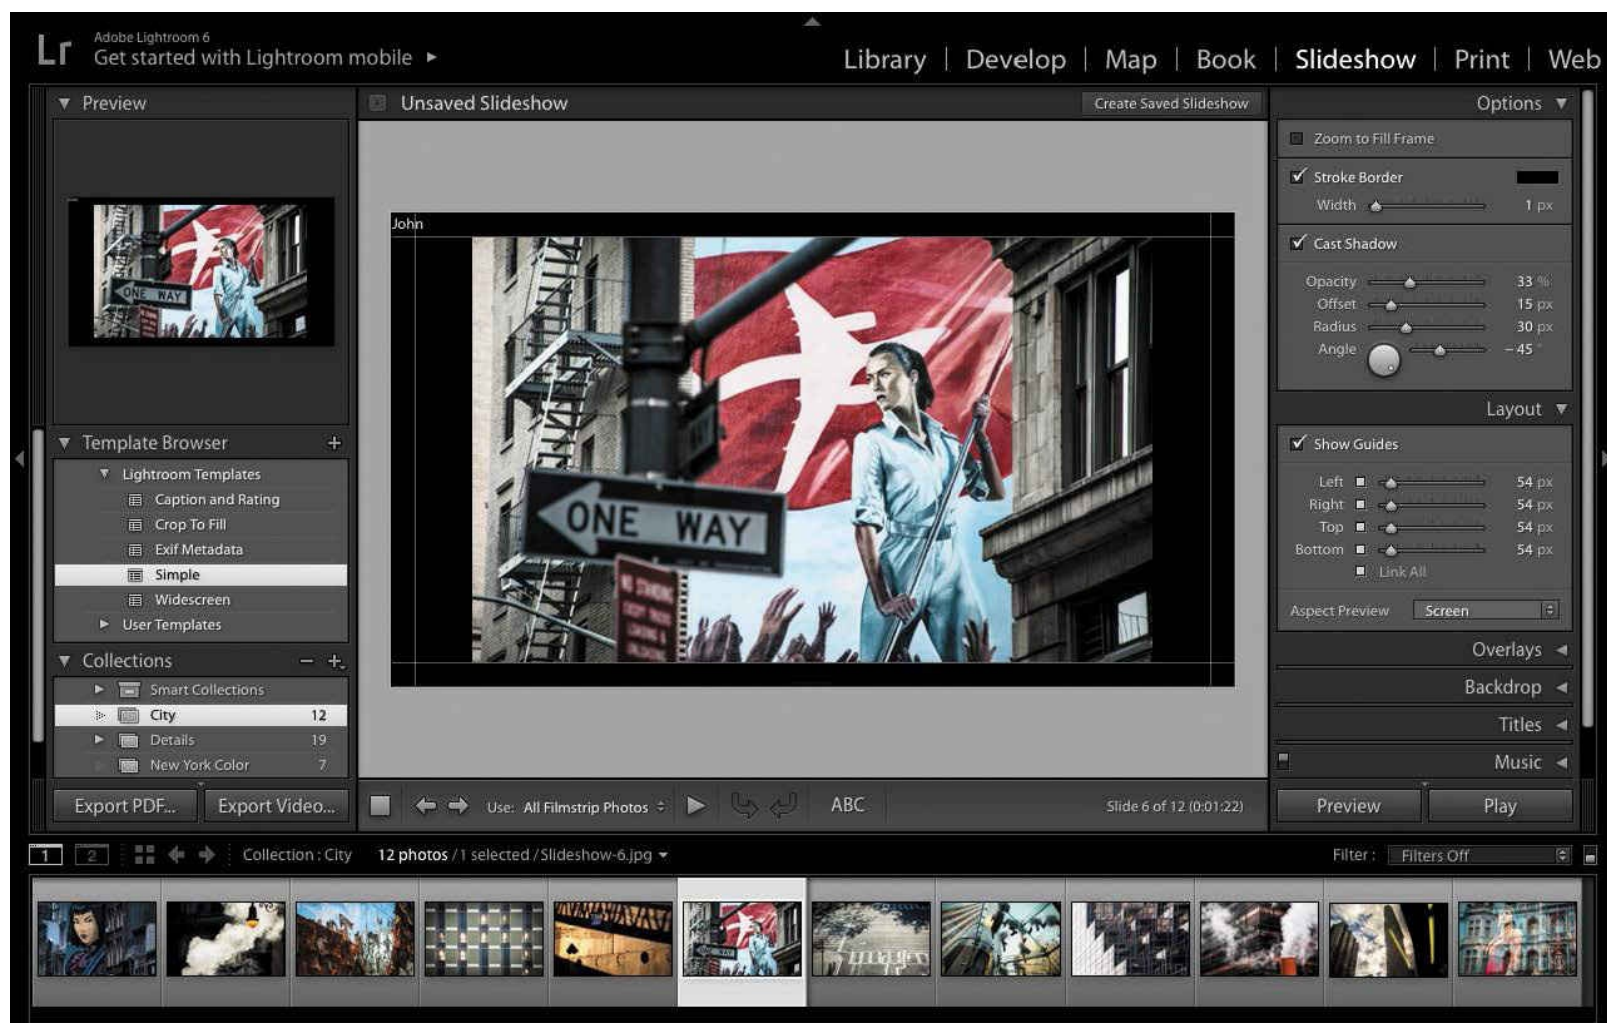 Lr
Adobe Lightroom 6
Get started with Lightroom mobile
Library | Develop | Map | Book | Slideshow | Print | Web
Preview
Template Browser +
Lightroom Templates
Caption and Rating
Crop To Fill
Exif Metadata
Simple
Widescreen
User Templates
Collections − +
Smart Collections
City 12
Details 19
New York Color 7
Export PDF... Export Video...
Unsaved Slideshow Create Saved Slideshow
John
ONE WAY
NO STANDING
Use: All Filmstrip Photos ABC Slide 6 of 12 (0:01:22)
Options
Zoom to Fill Frame
Stroke Border
Width 1 px
Cast Shadow
Opacity 33 %
Offset 15 px
Radius 30 px
Angle – 45 °
Layout
Show Guides
Left 54 px
Right 54 px
Top 54 px
Bottom 54 px
Link All
Aspect Preview Screen
Overlays
Backdrop
Titles
Music
Preview Play
1 2 Collection : City 12 photos / 1 selected / Slideshow-6.jpg Filter : Filters Off